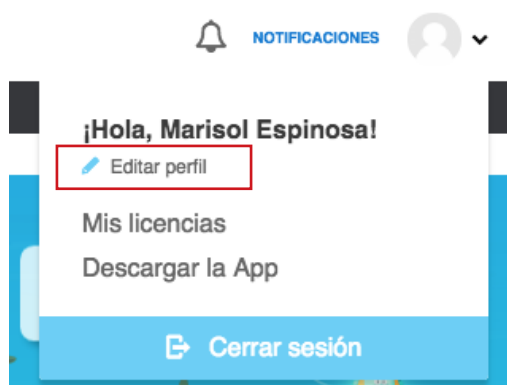 NOTIFICACIONES
¡Hola, Marisol Espinosa!
Editar perfil
Mis licencias
Descargar la App
Cerrar sesión